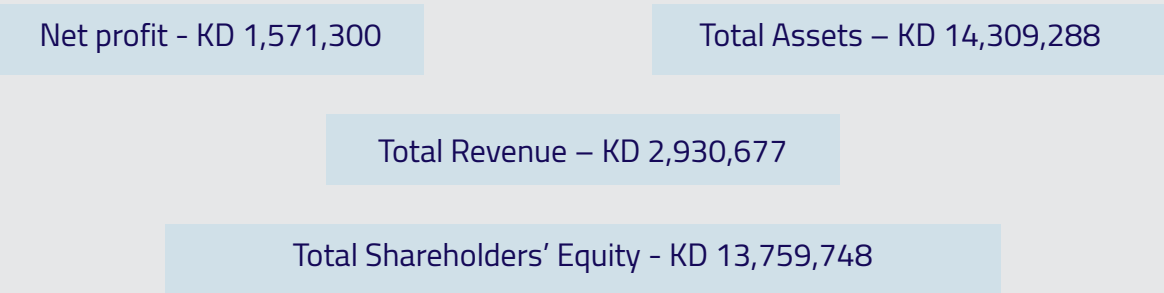 Net profit - KD 1,571,300
Total Assets – KD 14,309,288
Total Revenue – KD 2,930,677
Total Shareholders’ Equity - KD 13,759,748